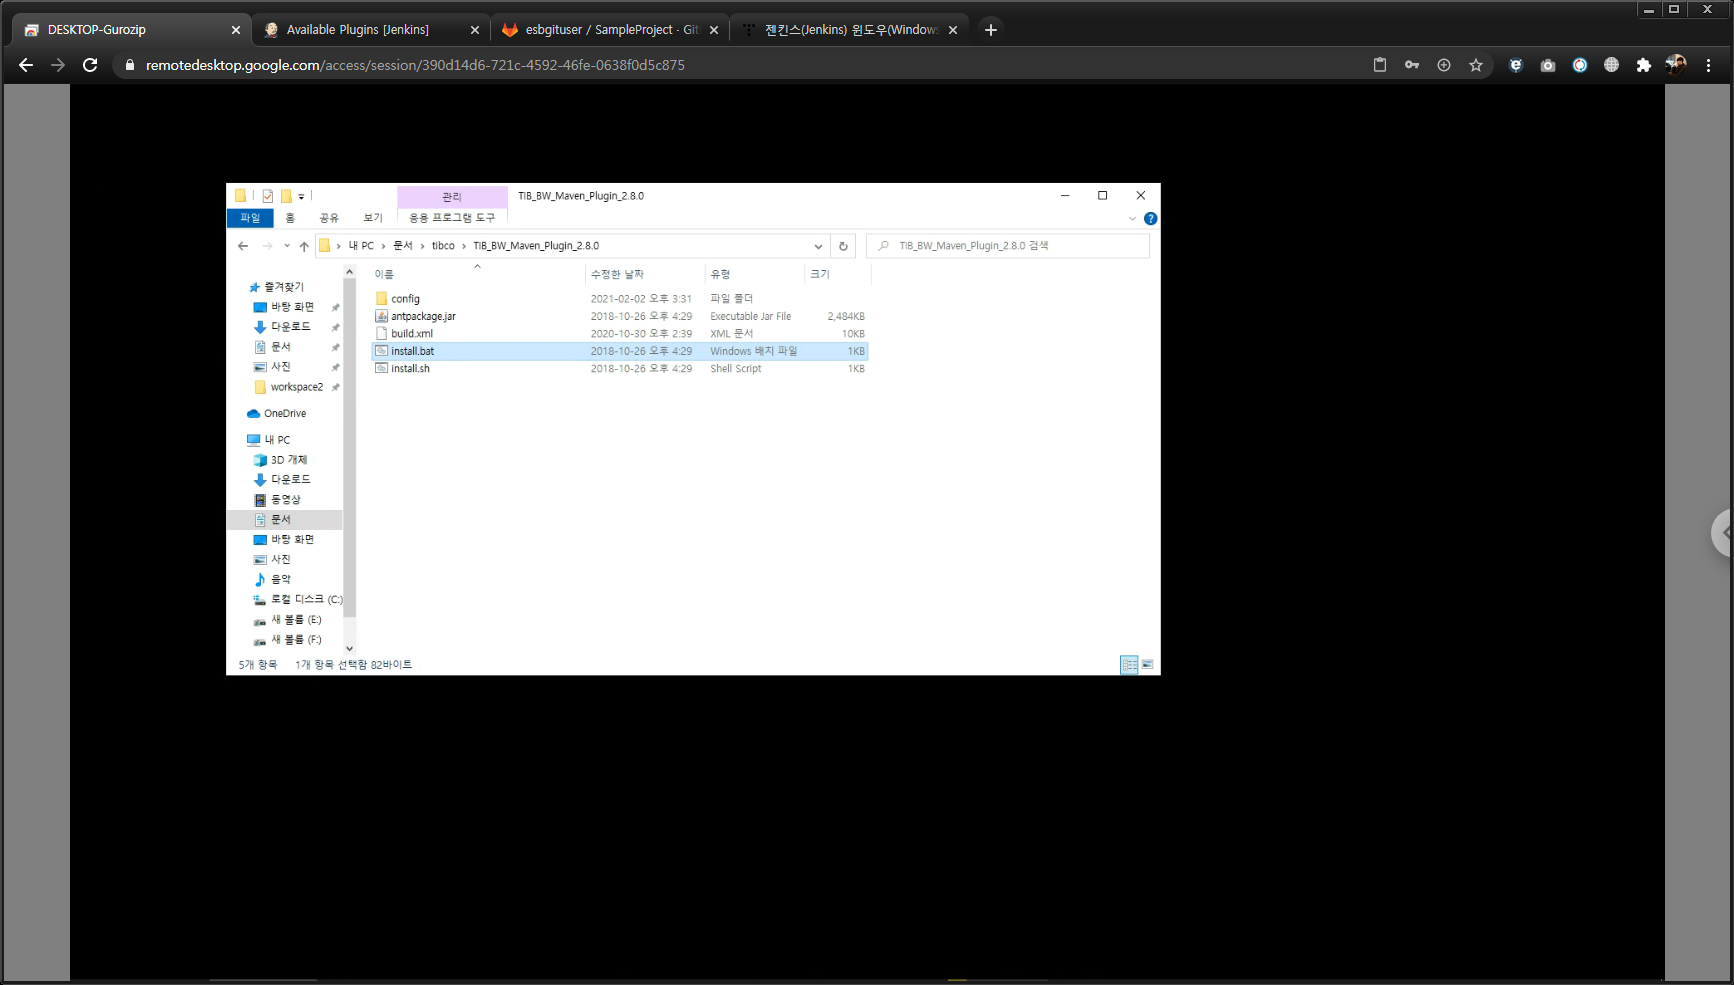 DESKTOP-Gurozip
Available Plugins [Jenkins]
esbgituser / SampleProject · Git
젠킨스(Jenkins) 윈도우(Windows
remotedesktop.google.com/access/session/390d14d6-721c-4592-46fe-0638f0d5c875
관리
TIB_BW_Maven_Plugin_2.8.0
파일 홈 공유 보기 응용 프로그램 도구
내 PC > 문서 > tibco > TIB_BW_Maven_Plugin_2.8.0
TIB_BW_Maven_Plugin_2.8.0 검색
이름 수정한 날짜 유형 크기
config 2021-02-02 오후 3:31 파일 폴더
antpackage.jar 2018-10-26 오후 4:29 Executable Jar File 2,484KB
build.xml 2020-10-30 오후 2:39 XML 문서 10KB
install.bat 2018-10-26 오후 4:29 Windows 배치 파일 1KB
install.sh 2018-10-26 오후 4:29 Shell Script 1KB
즐겨찾기
바탕 화면
다운로드
문서
사진
workspace2
OneDrive
내 PC
3D 개체
다운로드
동영상
문서
바탕 화면
사진
음악
로컬 디스크 (C:)
새 볼륨 (E:)
새 볼륨 (F:)
5개 항목 1개 항목 선택함 82바이트